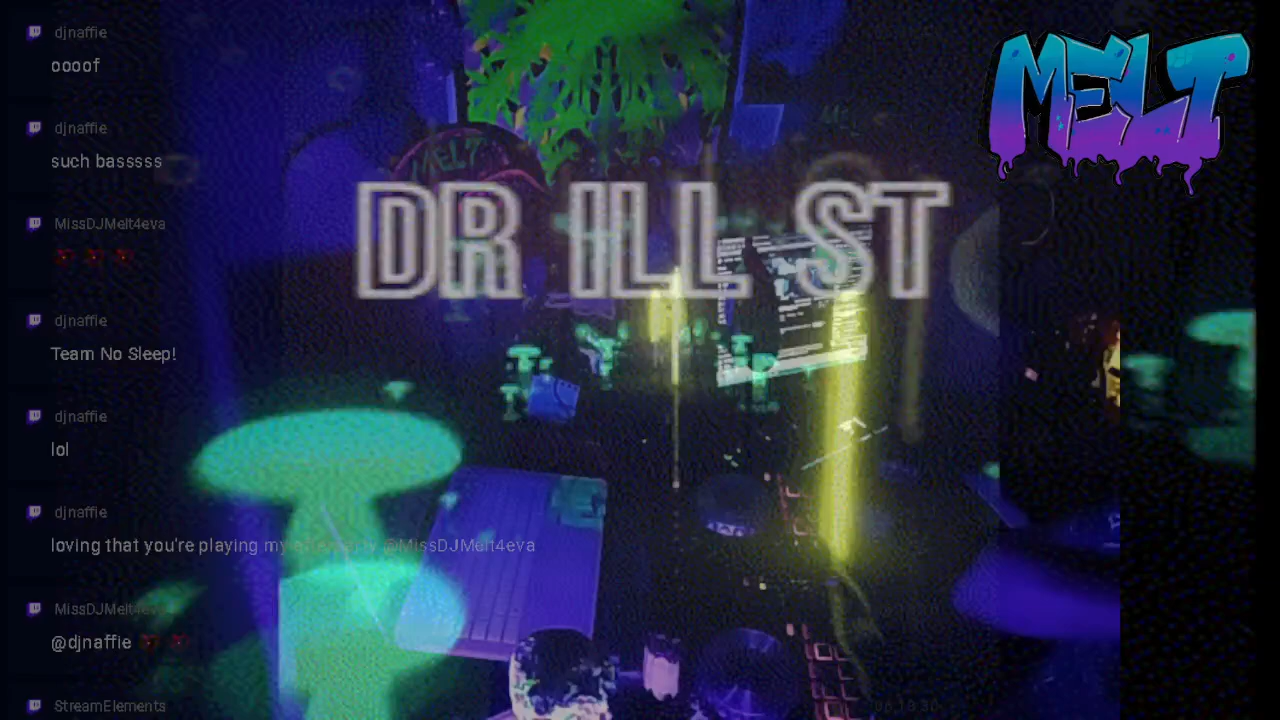 djnaffie
oooof
djnaffie
such basssss
MissDJMelt4eva
djnaffie
Team No Sleep!
djnaffie
lol
djnaffie
loving that you're playing my @MissDJMelt4eva
MissDJMelt4eva
@djnaffie
StreamElements
MELT
MELT
DR ILL ST